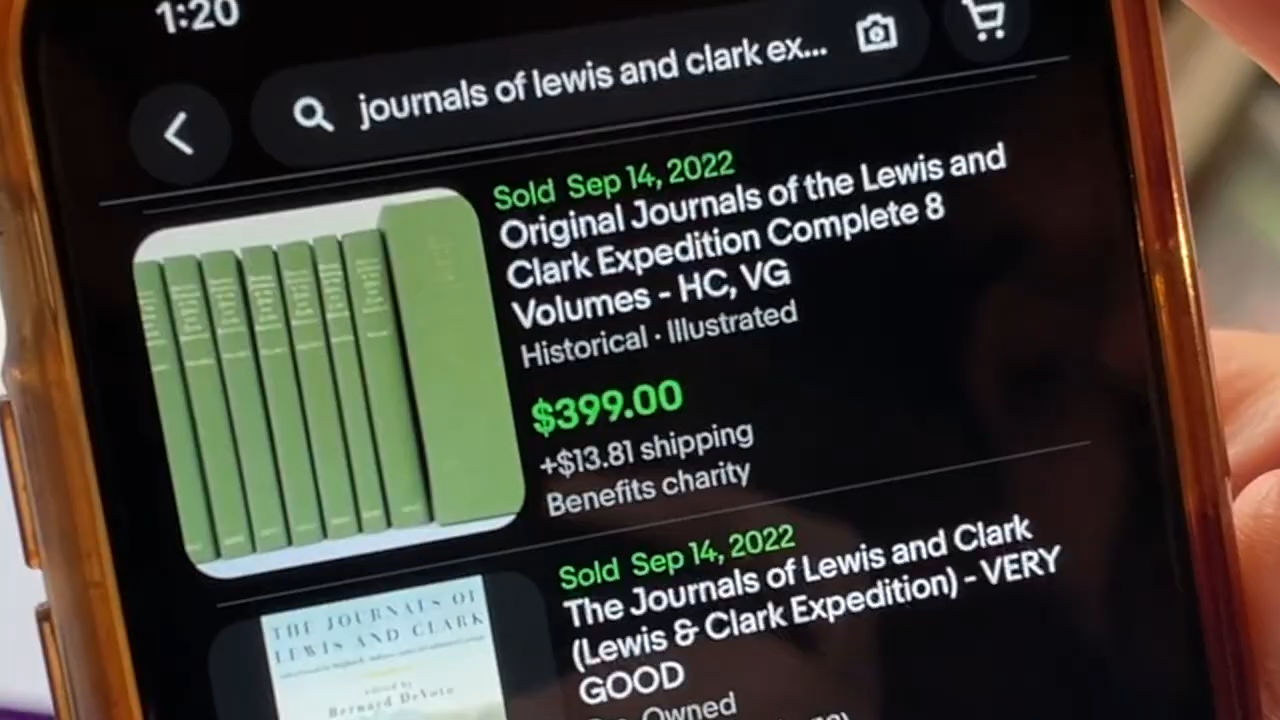 1:20
journals of lewis and clark ex...
Sold Sep 14, 2022
Original Journals of the Lewis and
Clark Expedition Complete 8
Volumes - HC, VG
Historical · Illustrated
$399.00
+$13.81 shipping
Benefits charity
Sold Sep 14, 2022
The Journals of Lewis and Clark
(Lewis & Clark Expedition) - VERY
GOOD
Owned
THE JOURNALS OF
LEWIS AND CLARK
edited by
Bernard DeVoto